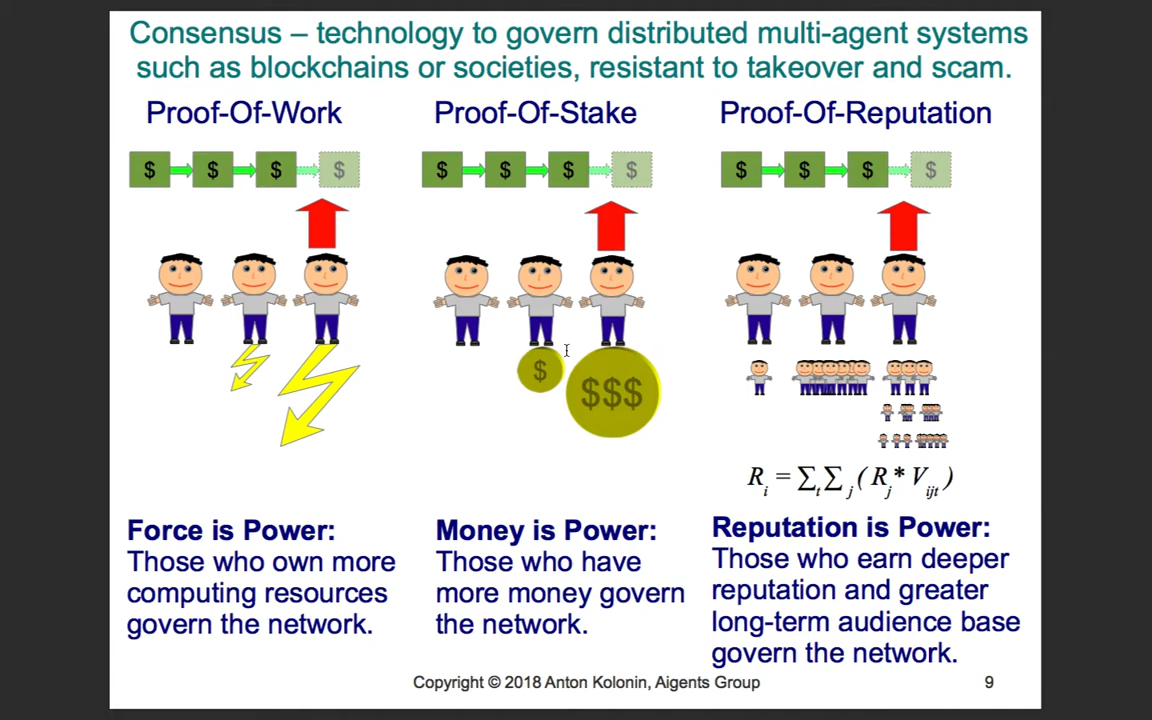 Consensus – technology to govern distributed multi-agent systems
such as blockchains or societies, resistant to takeover and scam.
Proof-Of-Work
$ $ $ $
Force is Power:
Those who own more
computing resources
govern the network.
Proof-Of-Stake
$ $ $ $
$ $$$
Money is Power:
Those who have
more money govern
the network.
Proof-Of-Reputation
$ $ $ $
R_i = Σ_t Σ_j ( R_j * V_ijt )
Reputation is Power:
Those who earn deeper
reputation and greater
long-term audience base
govern the network.
Copyright © 2018 Anton Kolonin, Aigents Group
9